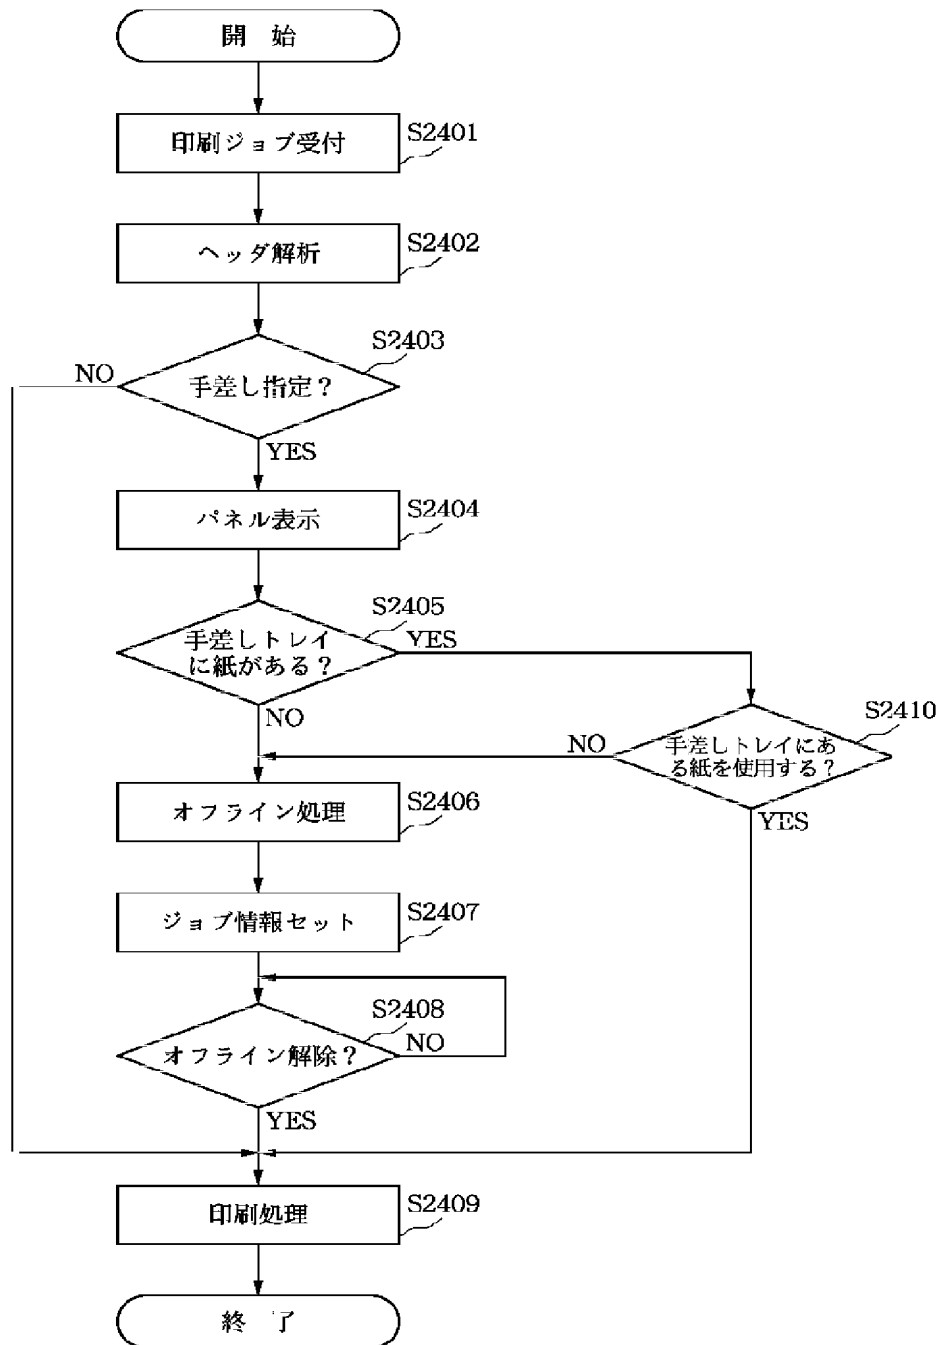 開 始
印刷ジョブ受付
S2401
ヘッダ解析
S2402
S2403
手差し指定？
NO
YES
パネル表示
S2404
S2405
手差しトレイ
に紙がある？
YES
NO
S2410
手差しトレイにあ
る紙を使用する？
NO
YES
オフライン処理
S2406
ジョブ情報セット
S2407
S2408
オフライン解除？
NO
YES
印刷処理
S2409
終 了